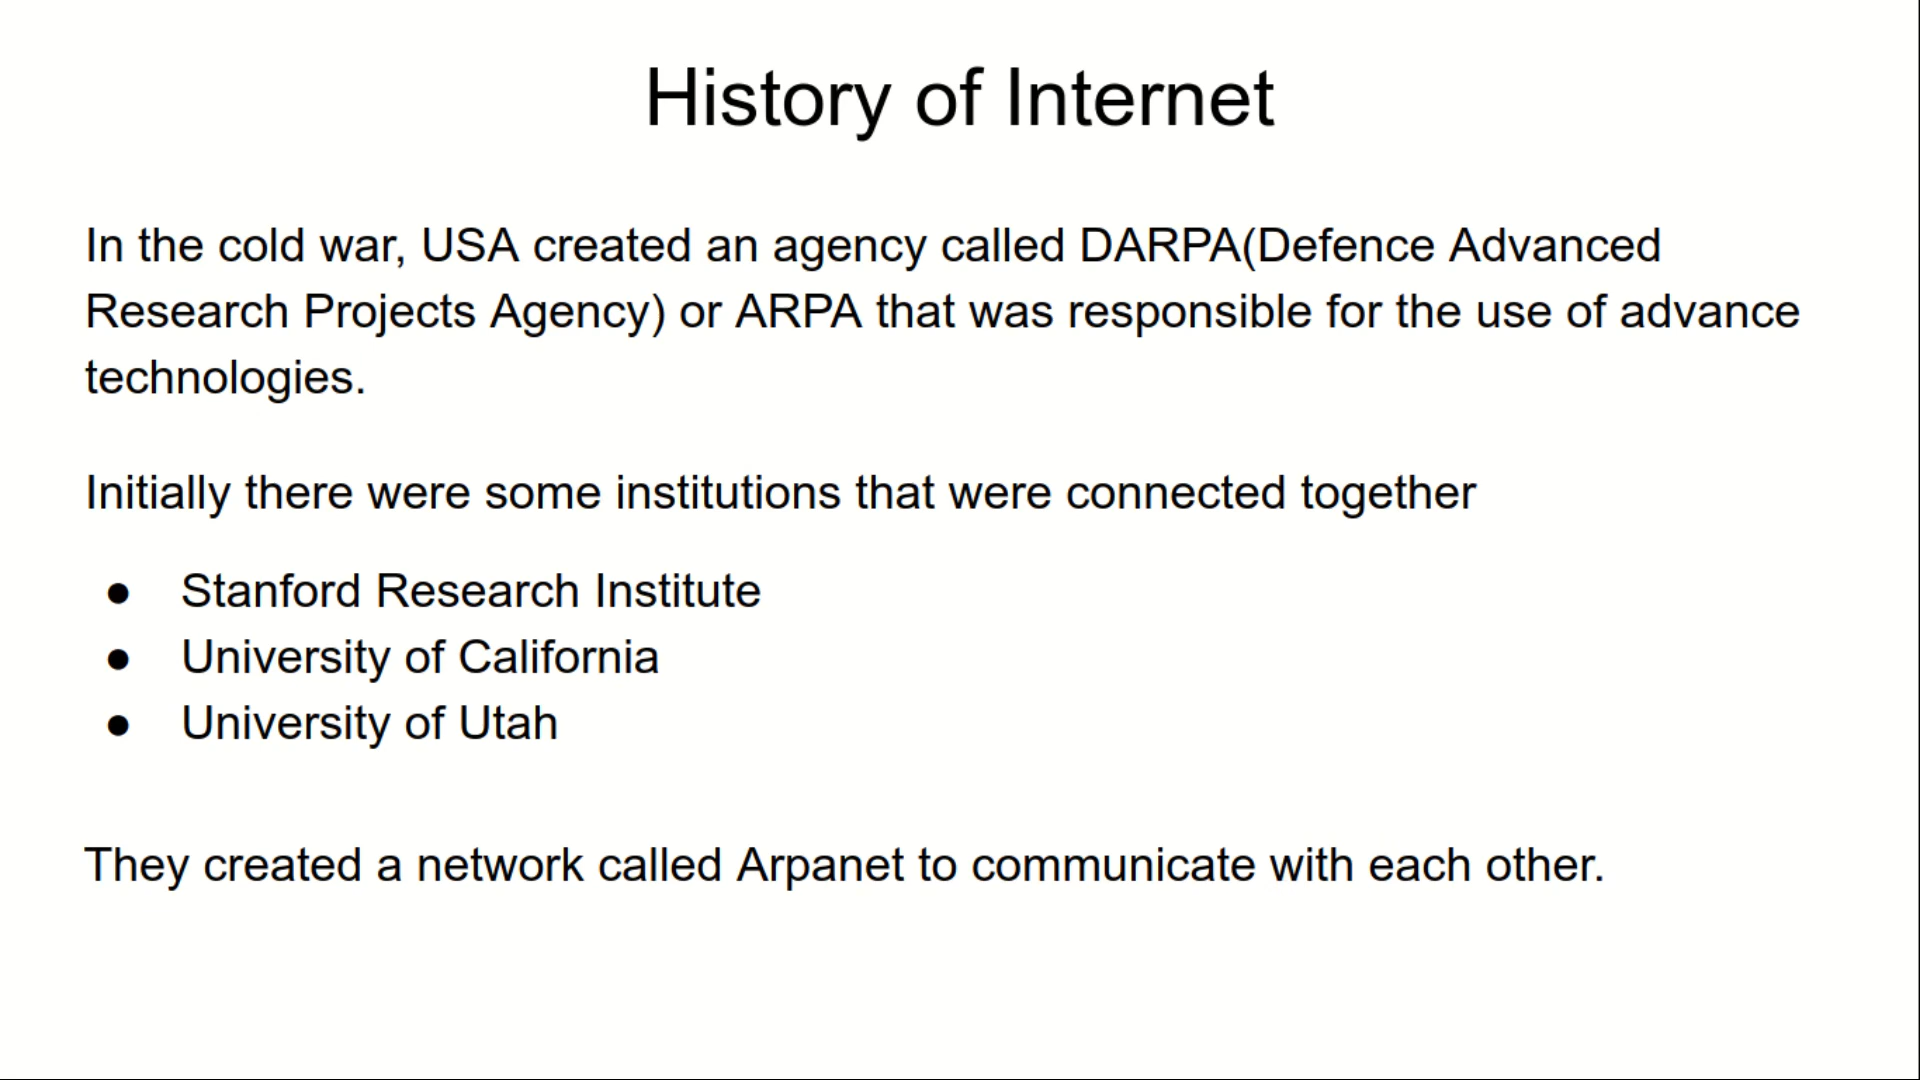 History of Internet
In the cold war, USA created an agency called DARPA(Defence Advanced
Research Projects Agency) or ARPA that was responsible for the use of advance
technologies.
Initially there were some institutions that were connected together
● Stanford Research Institute
● University of California
● University of Utah
They created a network called Arpanet to communicate with each other.